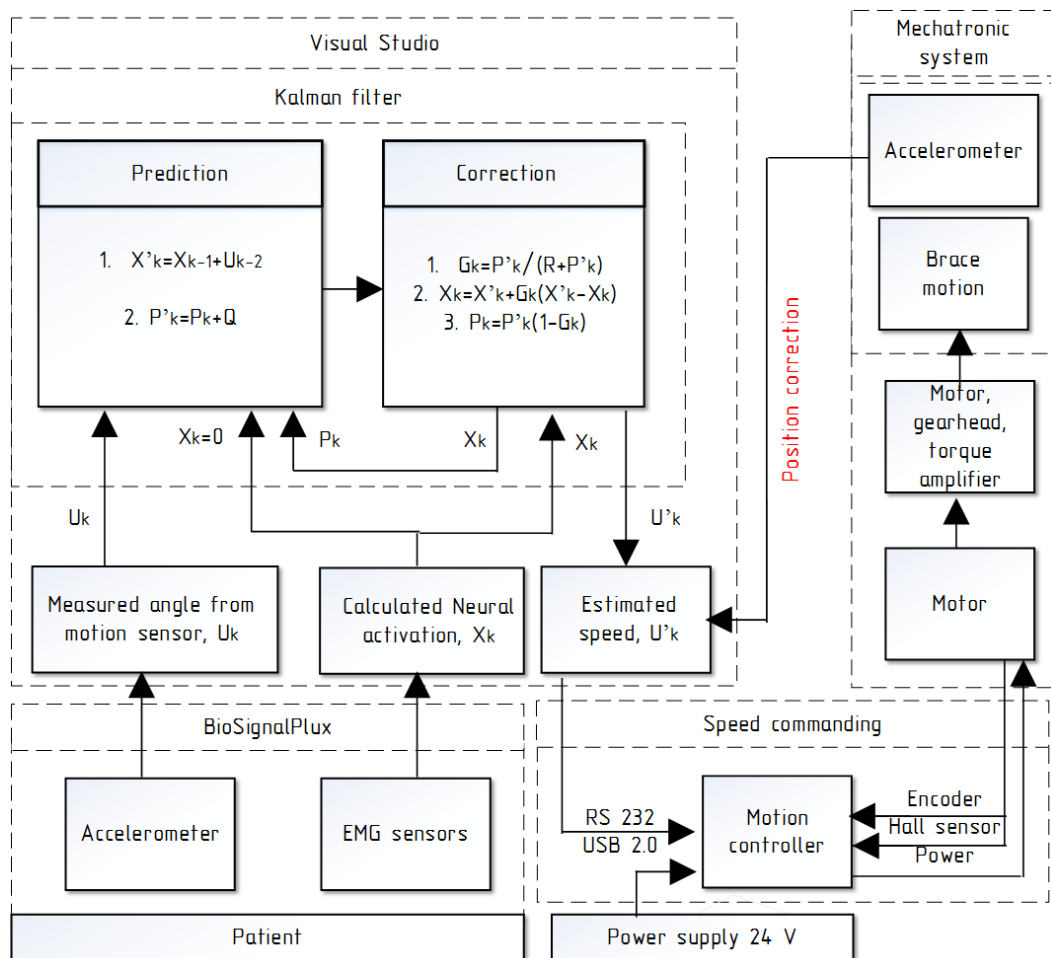 Visual Studio
Kalman filter
Prediction
1. X'k=Xk-1+Uk-2
2. P'k=Pk+Q
Correction
1. Gk=P'k/(R+P'k)
2. Xk=X'k+Gk(X'k-Xk)
3. Pk=P'k(1-Gk)
Xk=0
Pk
Xk
Xk
Uk
U'k
Measured angle from
motion sensor, Uk
Calculated Neural
activation, Xk
Estimated
speed, U'k
Position correction
Mechatronic
system
Accelerometer
Brace
motion
Motor,
gearhead,
torque
amplifier
Motor
BioSignalPlux
Accelerometer
EMG sensors
Patient
Speed commanding
RS 232
USB 2.0
Motion
controller
Encoder
Hall sensor
Power
Power supply 24 V